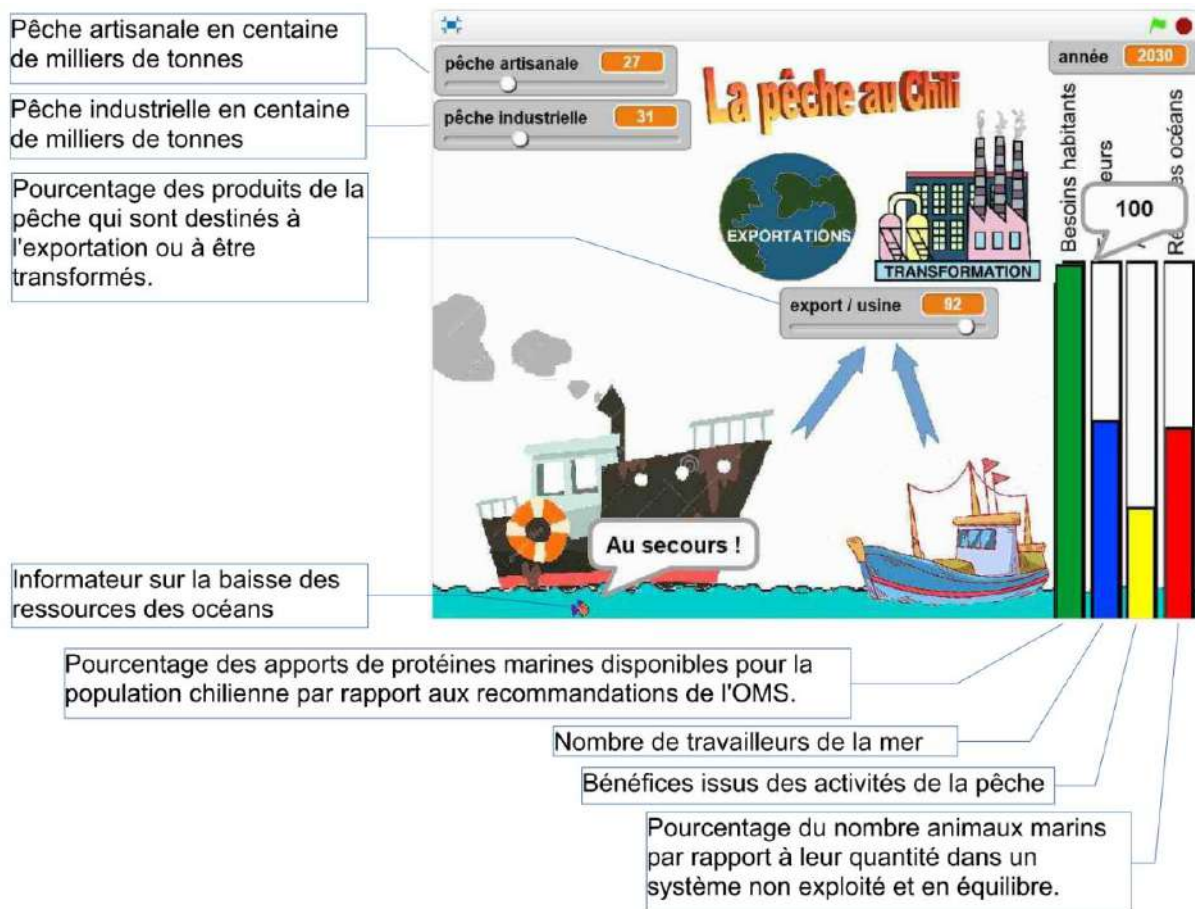 Pêche artisanale en centaine
de milliers de tonnes
Pêche industrielle en centaine
de milliers de tonnes
Pourcentage des produits de la
pêche qui sont destinés à
l'exportation ou à être
transformés.
pêche artisanale 27
pêche industrielle 31
La pêche au Chili
année 2030
Besoins habitants
100
EXPORTATIONS
TRANSFORMATION
export / usine 92
Au secours !
Informateur sur la baisse des
ressources des océans
Pourcentage des apports de protéines marines disponibles pour la
population chilienne par rapport aux recommandations de l'OMS.
Nombre de travailleurs de la mer
Bénéfices issus des activités de la pêche
Pourcentage du nombre animaux marins
par rapport à leur quantité dans un
système non exploité et en équilibre.
océans